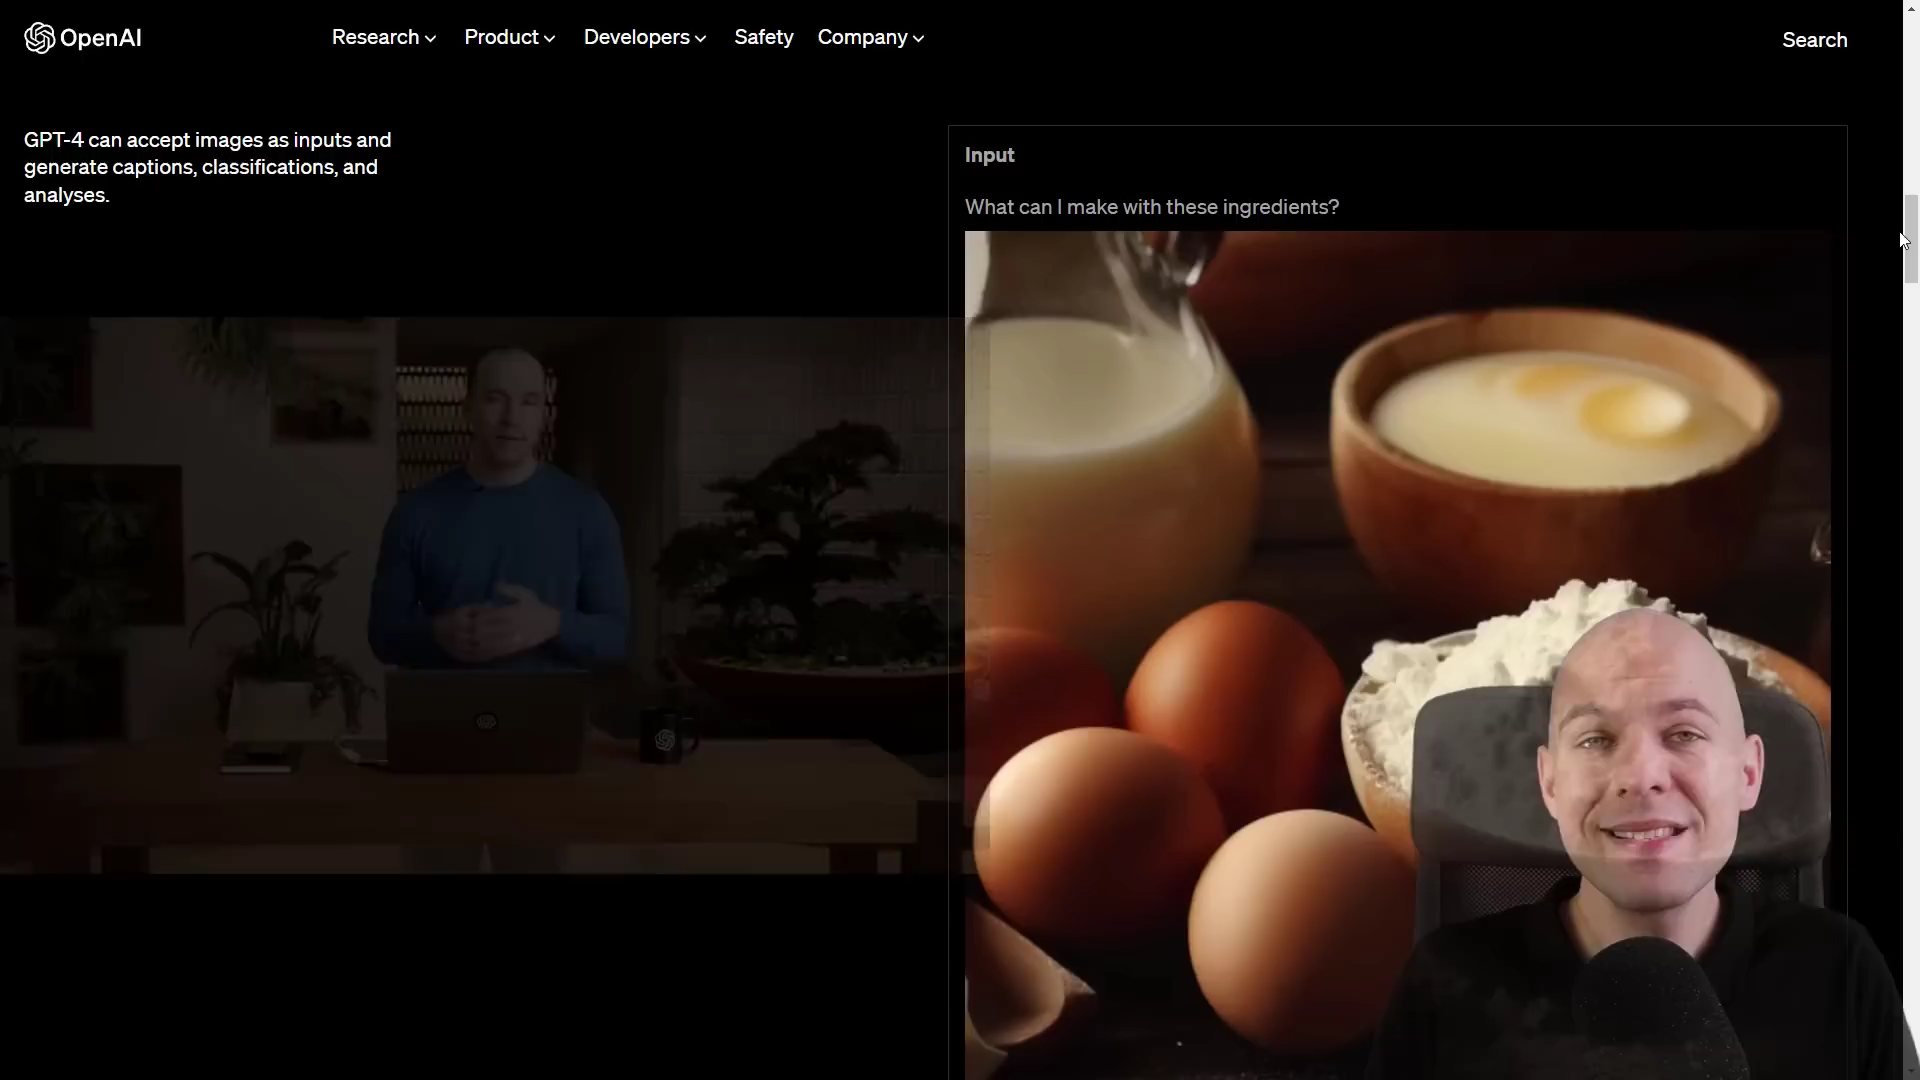 OpenAI
Research
Product
Developers
Safety
Company
Search
GPT-4 can accept images as inputs and
generate captions, classifications, and
analyses.
Input
What can I make with these ingredients?